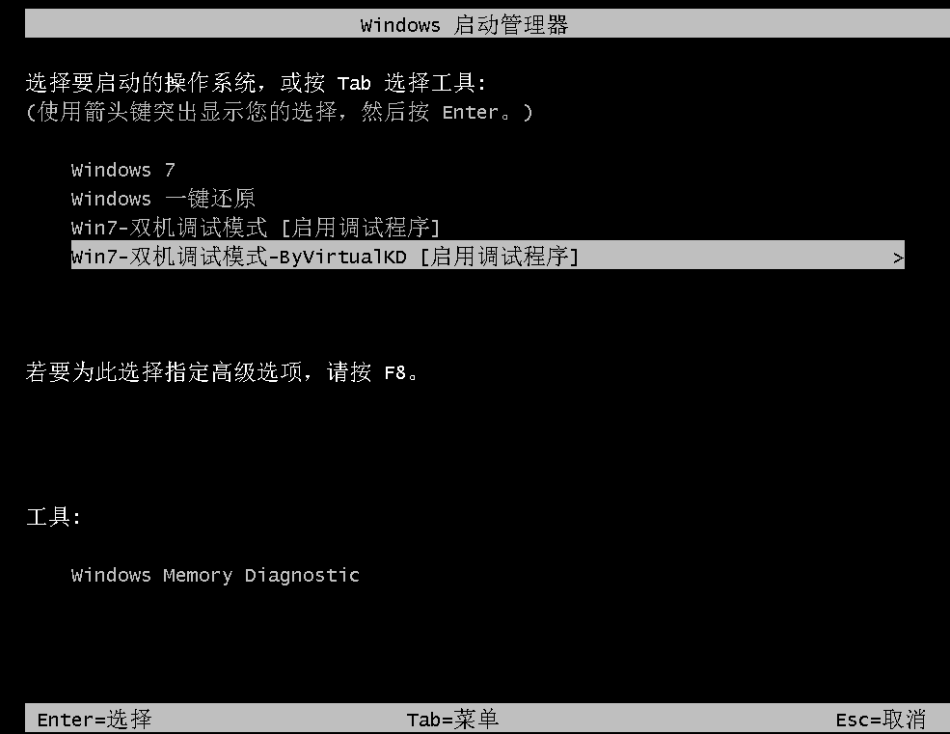 Windows 启动管理器
选择要启动的操作系统，或按 Tab 选择工具:
(使用箭头键突出显示您的选择，然后按 Enter。)
Windows 7
Windows 一键还原
Win7-双机调试模式 [启用调试程序]
Win7-双机调试模式-ByVirtualKD [启用调试程序] >
若要为此选择指定高级选项，请按 F8。
工具:
Windows Memory Diagnostic
Enter=选择 Tab=菜单 Esc=取消